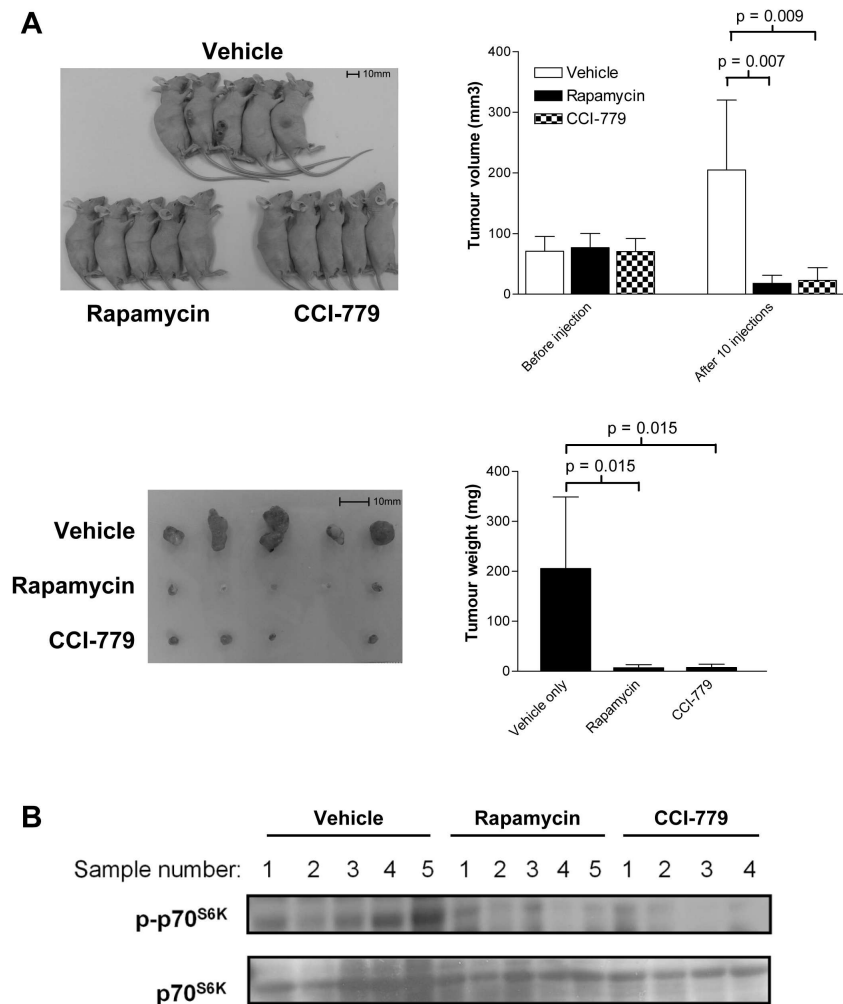 A
Vehicle
10mm
Rapamycin CCI-779
p = 0.009
p = 0.007
Tumour volume (mm3)
400
300
200
100
0
Vehicle
Rapamycin
CCI-779
Before injection
After 10 injections
10mm
Vehicle
Rapamycin
CCI-779
p = 0.015
p = 0.015
Tumour weight (mg)
400
300
200
100
0
Vehicle only
Rapamycin
CCI-779
B
Vehicle Rapamycin CCI-779
Sample number: 1 2 3 4 5 1 2 3 4 5 1 2 3 4
p-p70S6K
p70S6K